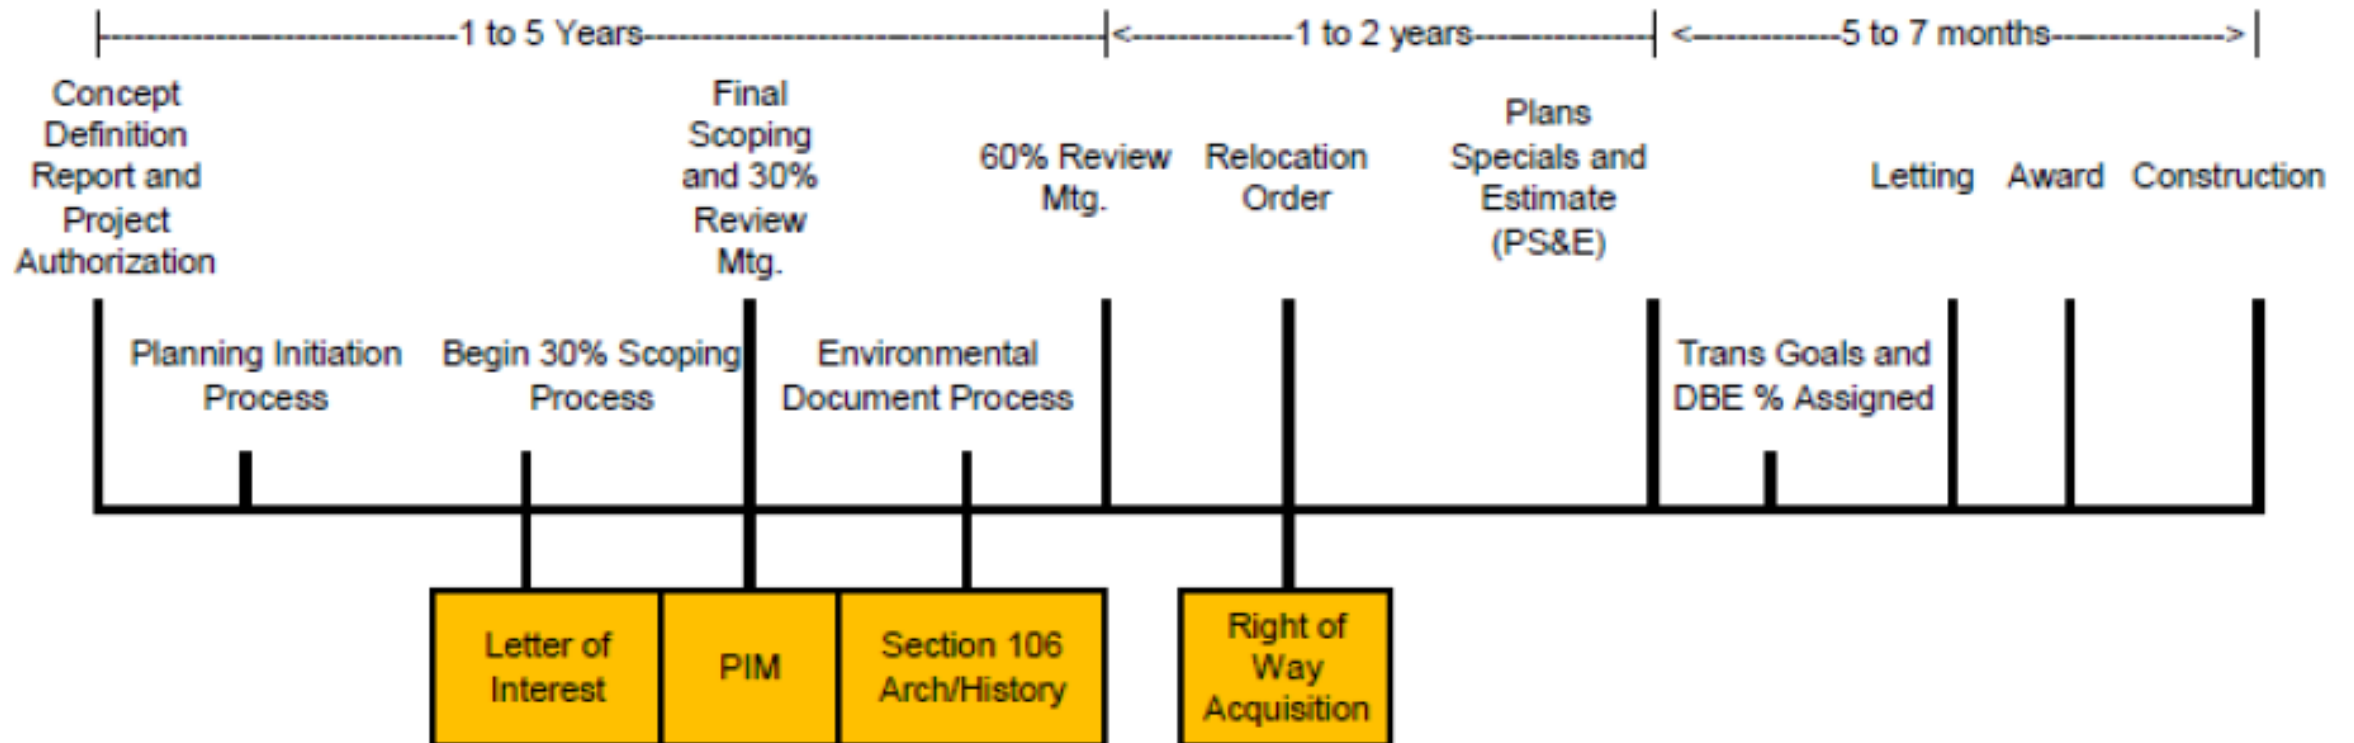 1 to 5 Years
1 to 2 years
5 to 7 months
Concept
Definition
Report and
Project
Authorization
Final
Scoping
and 30%
Review
Mtg.
60% Review
Mtg.
Relocation
Order
Plans
Specials and
Estimate
(PS&E)
Letting
Award
Construction
Planning Initiation
Process
Begin 30% Scoping
Process
Environmental
Document Process
Trans Goals and
DBE % Assigned
Letter of
Interest
PIM
Section 106
Arch/History
Right of
Way
Acquisition